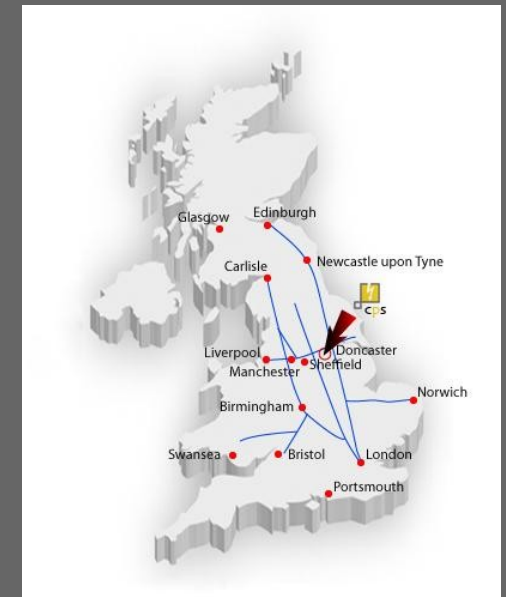 Glasgow
Edinburgh
Newcastle upon Tyne
Carlisle
cps
Liverpool
Doncaster
Manchester
Sheffield
Norwich
Birmingham
Swansea
Bristol
London
Portsmouth